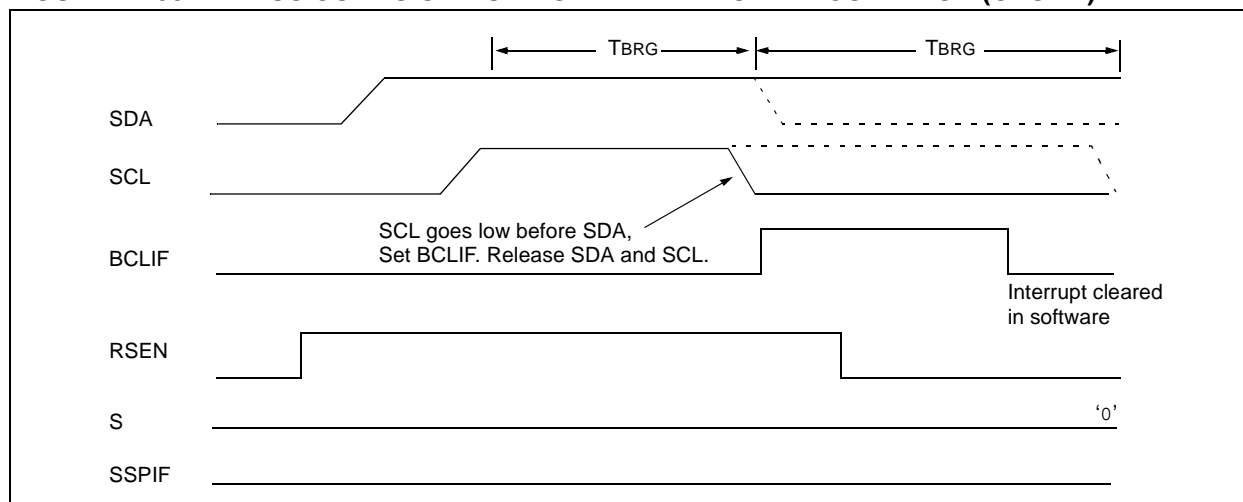 TBRG TBRG
SDA
SCL
SCL goes low before SDA,
Set BCLIF. Release SDA and SCL.
BCLIF
Interrupt cleared
in software
RSEN
S
‘0’
SSPIF